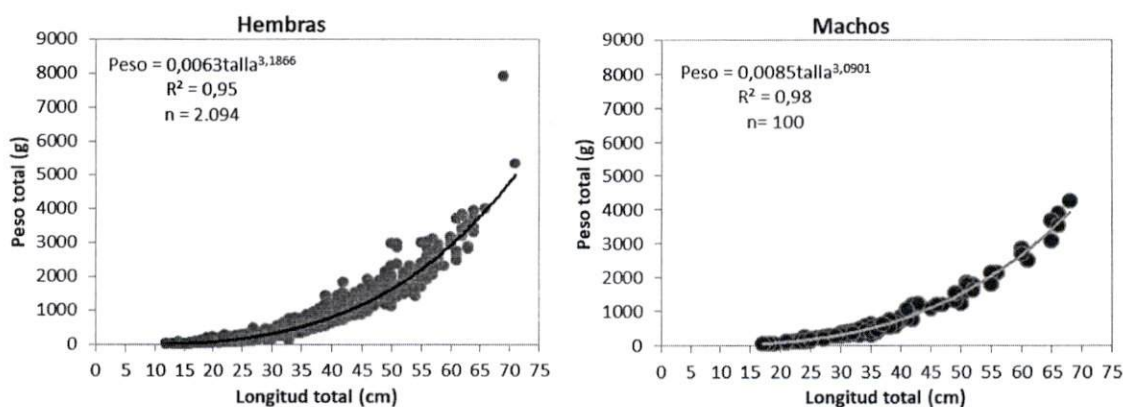 Hembras
9000
8000
7000
6000
5000
4000
3000
2000
1000
0
Peso total (g)
Peso = 0,0063talla^3,1866
R² = 0,95
n = 2.094
0 5 10 15 20 25 30 35 40 45 50 55 60 65 70 75
Longitud total (cm)
Machos
9000
8000
7000
6000
5000
4000
3000
2000
1000
0
Peso total (g)
Peso = 0,0085talla^3,0901
R² = 0,98
n= 100
0 5 10 15 20 25 30 35 40 45 50 55 60 65 70 75
Longitud total (cm)